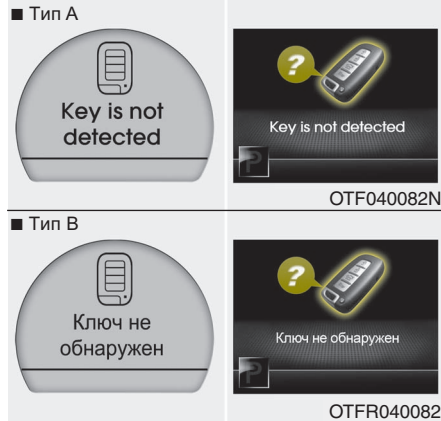 ■ Тип A
Key is not
detected
?
Key is not detected
P
OTF040082N
■ Тип B
Ключ не
обнаружен
?
Ключ не обнаружен
P
OTFR040082